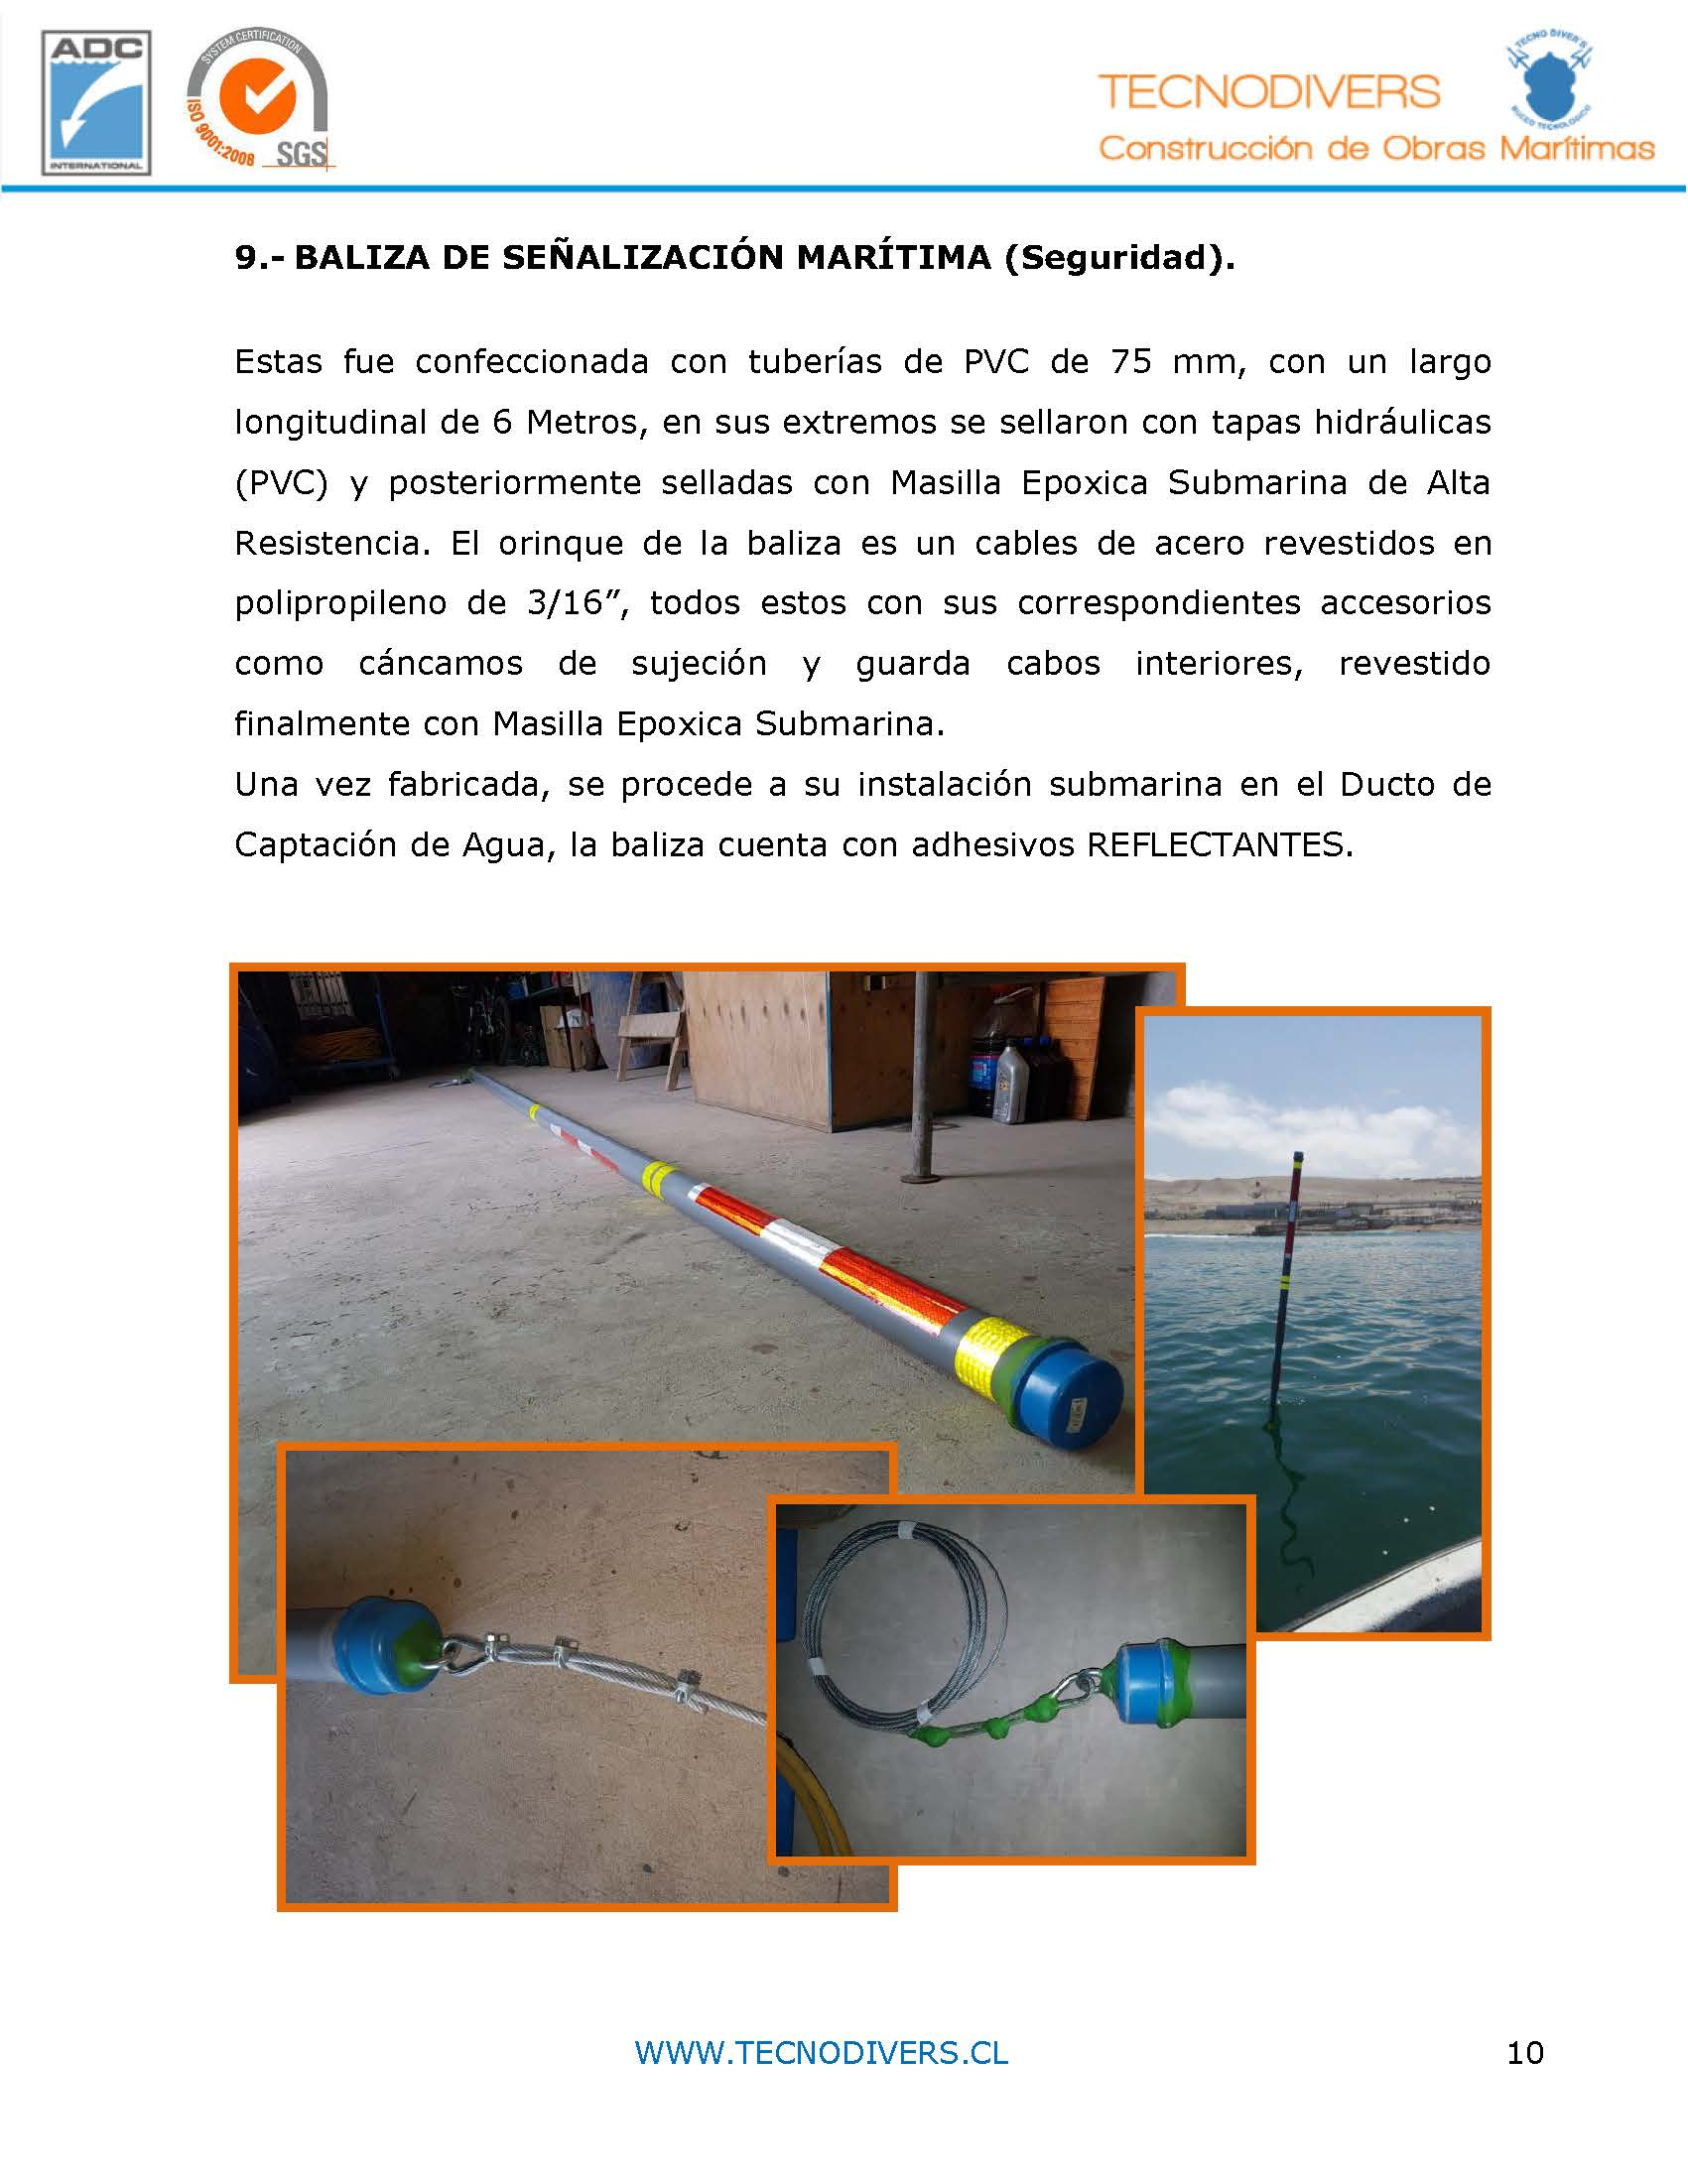 ADC
INTERNATIONAL
SYSTEM CERTIFICATION
ISO 9001:2008
SGS
TECNODIVERS
Construcción de Obras Marítimas
TECNO DIVER'S
BUCEO TECNOLOGICO
9.- BALIZA DE SEÑALIZACIÓN MARÍTIMA (Seguridad).
Estas fue confeccionada con tuberías de PVC de 75 mm, con un largo
longitudinal de 6 Metros, en sus extremos se sellaron con tapas hidráulicas
(PVC) y posteriormente selladas con Masilla Epoxica Submarina de Alta
Resistencia. El orinque de la baliza es un cables de acero revestidos en
polipropileno de 3/16”, todos estos con sus correspondientes accesorios
como cáncamos de sujeción y guarda cabos interiores, revestido
finalmente con Masilla Epoxica Submarina.
Una vez fabricada, se procede a su instalación submarina en el Ducto de
Captación de Agua, la baliza cuenta con adhesivos REFLECTANTES.
WWW.TECNODIVERS.CL
10